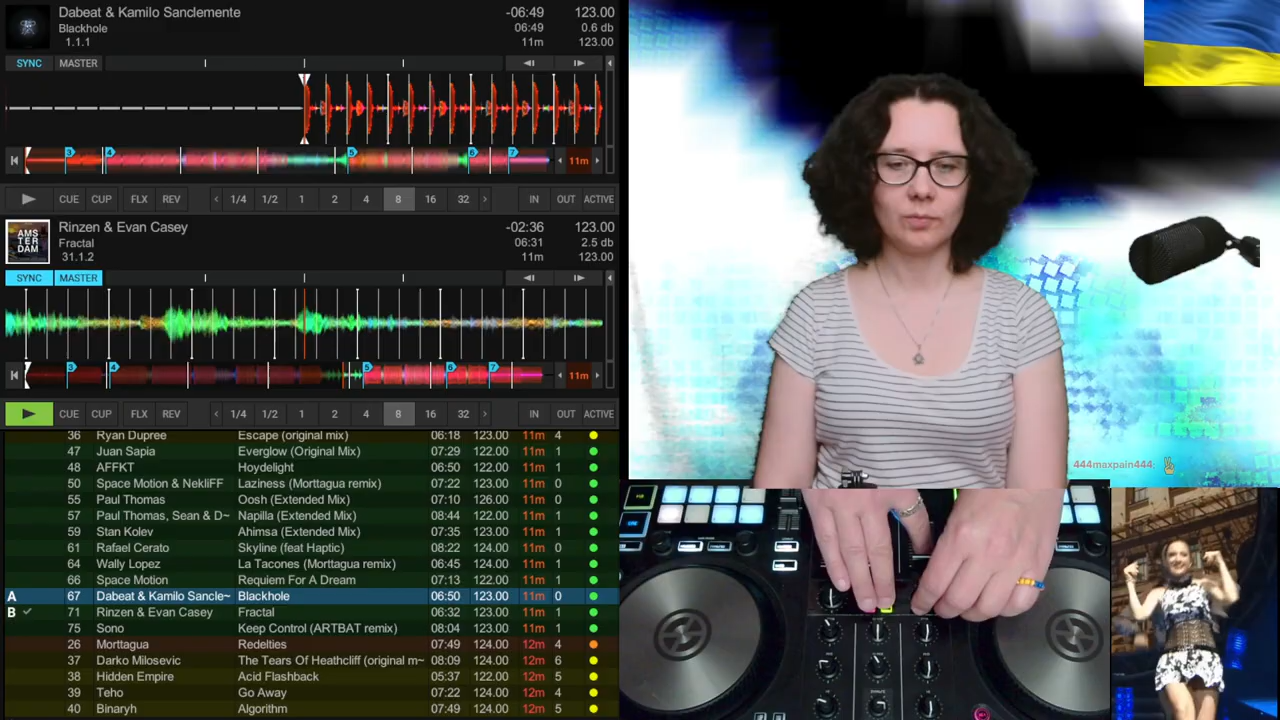 Dabeat & Kamilo Sanclemente -06:49 123.00
Blackhole 06:49 0.6 db
1.1.1 11m 123.00
SYNC MASTER
3 4 5 6 7 11m
CUE CUP FLX REV 1/4 1/2 1 2 4 8 16 32 IN OUT ACTIVE
Rinzen & Evan Casey -02:36 123.00
AMS TER DAM
Fractal 06:31 2.5 db
31.1.2 11m 123.00
SYNC MASTER
3 4 5 6 7 11m
CUE CUP FLX REV 1/4 1/2 1 2 4 8 16 32 IN OUT ACTIVE
36 Ryan Dupree Escape (original mix) 06:18 123.00 11m 4
47 Juan Sapia Everglow (Original Mix) 07:29 122.00 11m 1
48 AFFKT Hoydelight 06:50 122.00 11m 1
50 Space Motion & NekliFF Laziness (Morttagua remix) 07:22 123.00 11m 0
55 Paul Thomas Oosh (Extended Mix) 07:10 126.00 11m 0
57 Paul Thomas, Sean & D~ Napilla (Extended Mix) 08:44 122.00 11m 1
59 Stan Kolev Ahimsa (Extended Mix) 07:35 123.00 11m 1
61 Rafael Cerato Skyline (feat Haptic) 08:22 124.00 11m 0
64 Wally Lopez La Tacones (Morttagua remix) 06:45 124.00 11m 1
66 Space Motion Requiem For A Dream 07:13 122.00 11m 1
A 67 Dabeat & Kamilo Sancle~ Blackhole 06:50 123.00 11m 0
B 71 Rinzen & Evan Casey Fractal 06:32 123.00 11m 1
75 Sono Keep Control (ARTBAT remix) 08:04 123.00 11m 1
26 Morttagua Redelties 07:49 124.00 12m 4
37 Darko Milosevic The Tears Of Heathcliff (original m~ 08:09 124.00 12m 6
38 Hidden Empire Acid Flashback 05:37 122.00 12m 5
39 Teho Go Away 07:22 124.00 12m 4
40 Binaryh Algorithm 07:49 124.00 12m 5
444maxpain444: